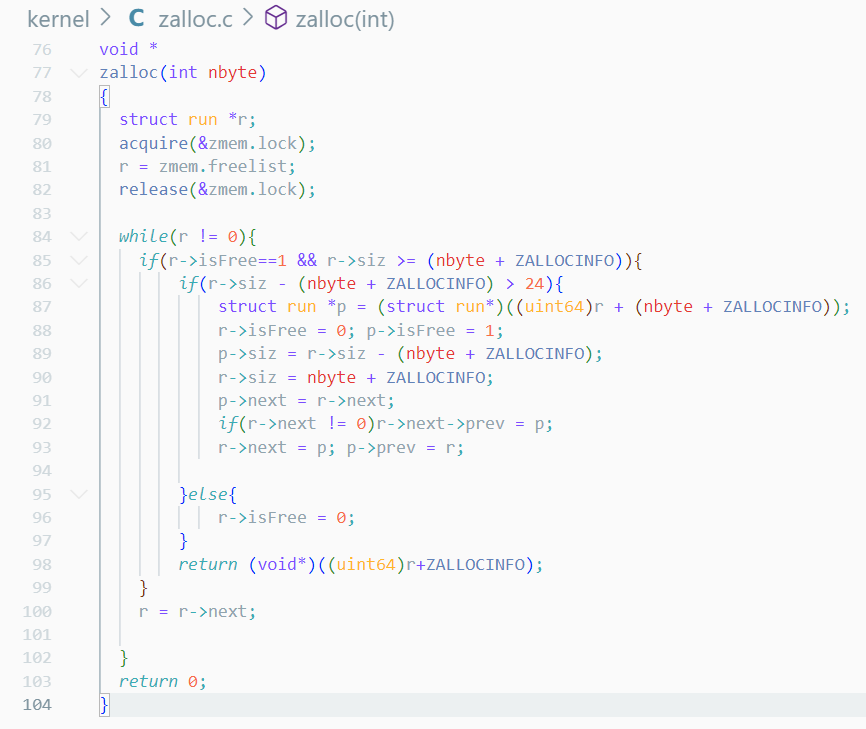 kernel > C zalloc.c > zalloc(int)
76 void *
77 zalloc(int nbyte)
78 {
79 struct run *r;
80 acquire(&zmem.lock);
81 r = zmem.freelist;
82 release(&zmem.lock);
83
84 while(r != 0){
85 if(r->isFree==1 && r->siz >= (nbyte + ZALLOCINFO)){
86 if(r->siz - (nbyte + ZALLOCINFO) > 24){
87 struct run *p = (struct run*)((uint64)r + (nbyte + ZALLOCINFO));
88 r->isFree = 0; p->isFree = 1;
89 p->siz = r->siz - (nbyte + ZALLOCINFO);
90 r->siz = nbyte + ZALLOCINFO;
91 p->next = r->next;
92 if(r->next != 0)r->next->prev = p;
93 r->next = p; p->prev = r;
94
95 }else{
96 r->isFree = 0;
97 }
98 return (void*)((uint64)r+ZALLOCINFO);
99 }
100 r = r->next;
101
102 }
103 return 0;
104 }